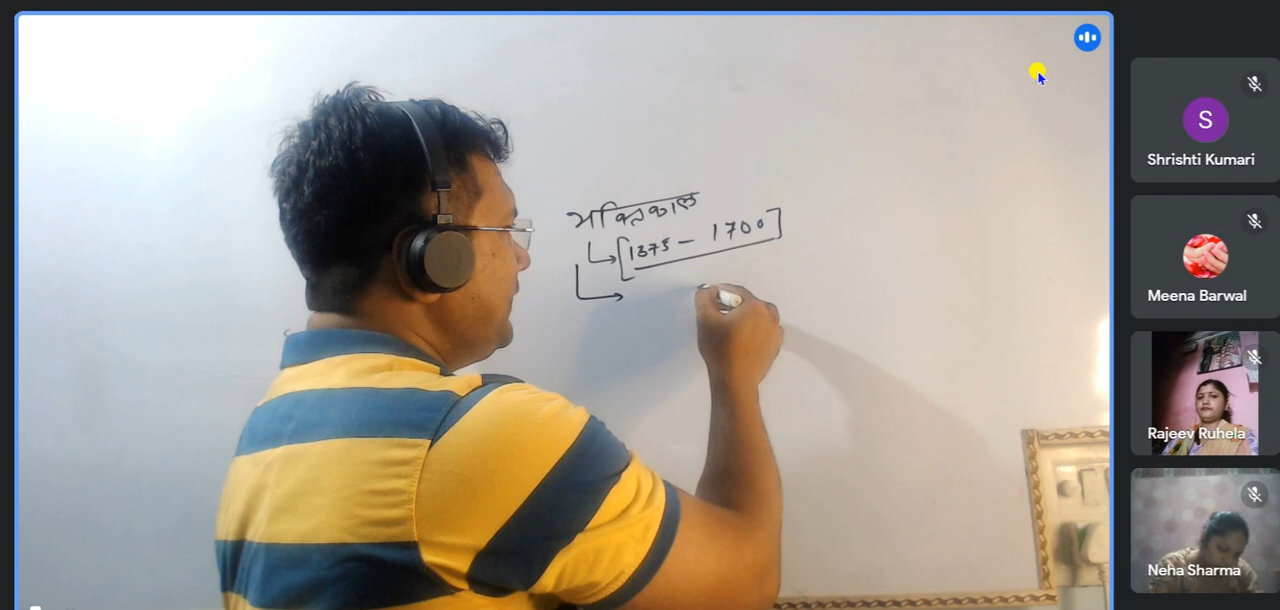 भक्तिकाल
[1375 - 1700]
S
Shrishti Kumari
Meena Barwal
Rajeev Ruhela
Neha Sharma